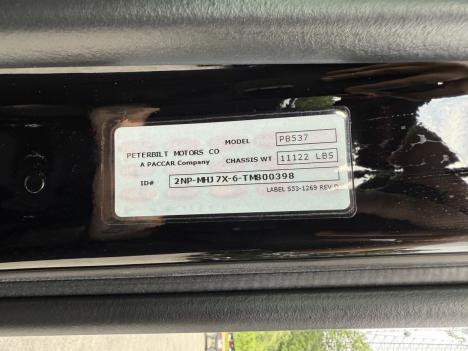 PETERBILT MOTORS CO MODEL PB537
A PACCAR Company CHASSIS WT 11122 LBS
ID# 2NP-MHJ7X-6-TM800398
LABEL S53-1269 REV D